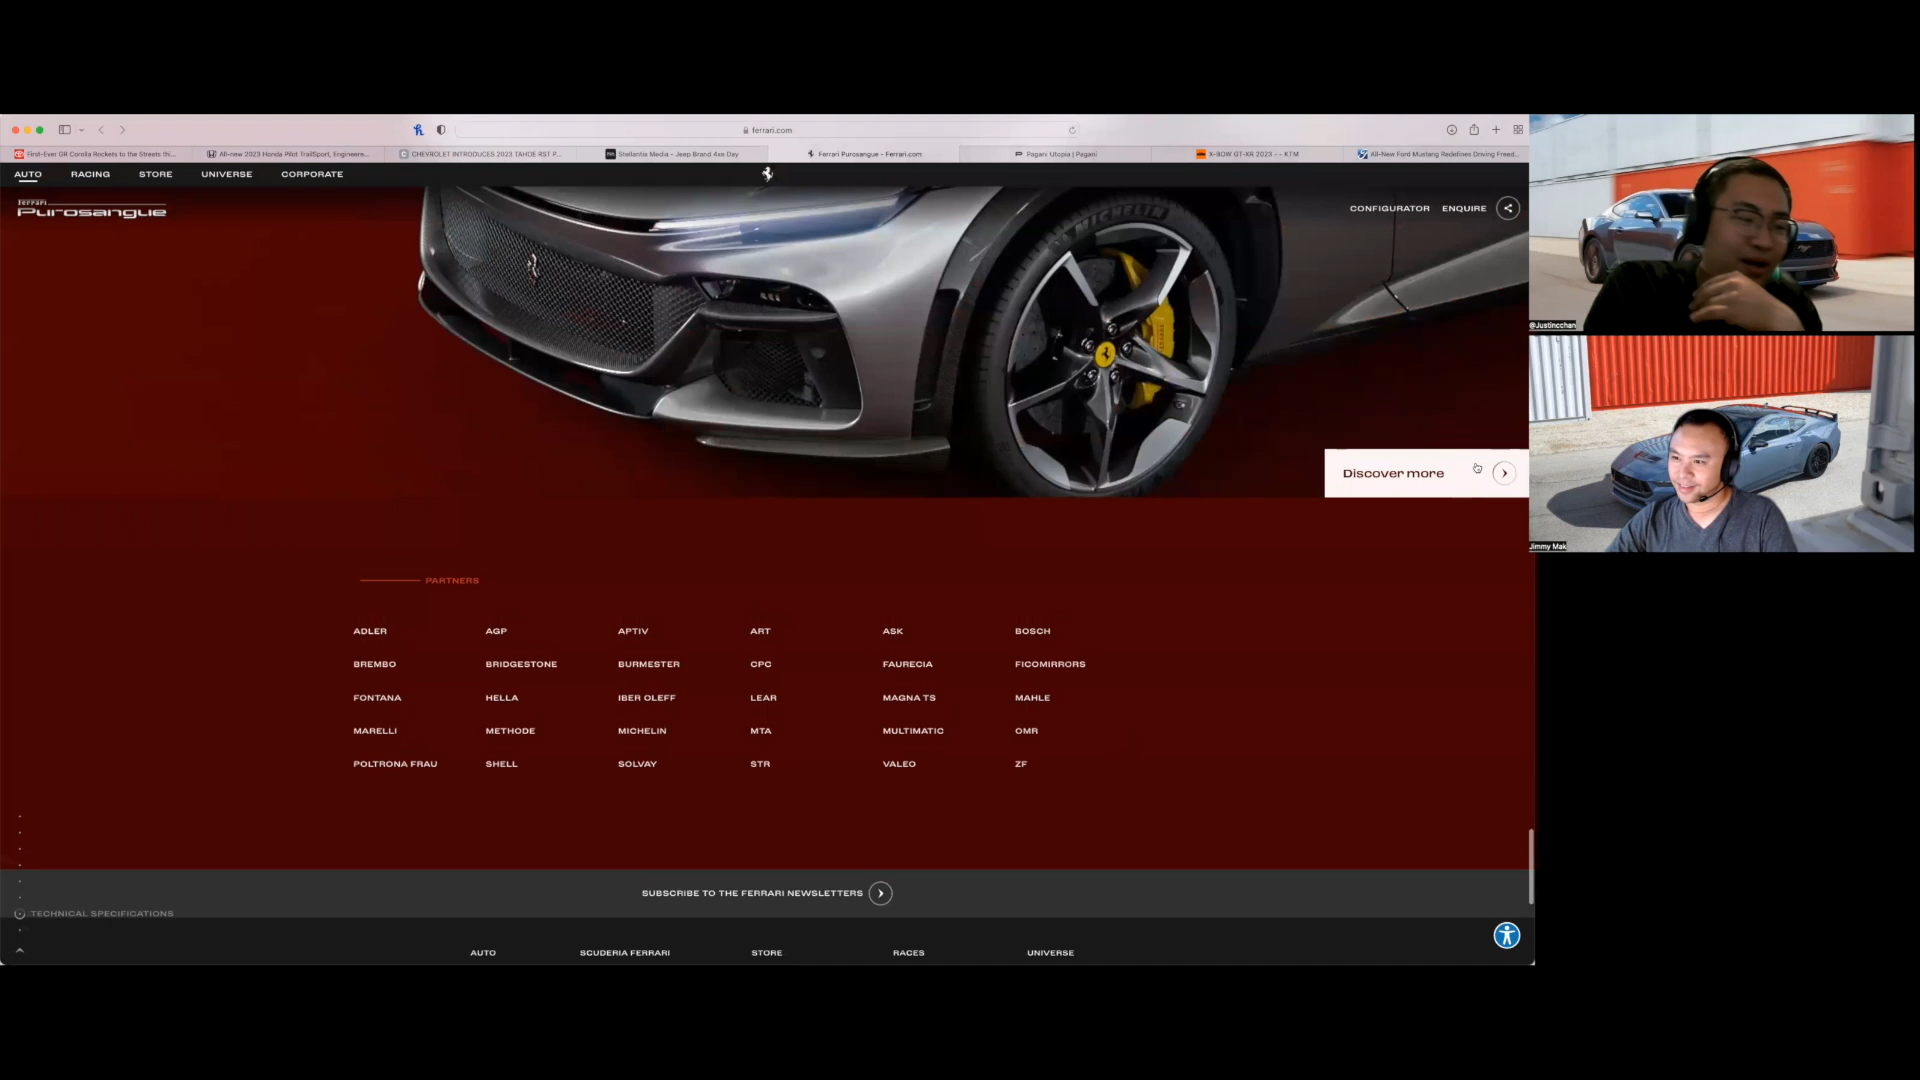 ferrari.com
First-Ever GR Corolla Rockets to the Streets thi...
All-new 2023 Honda Pilot TrailSport, Engineere...
CHEVROLET INTRODUCES 2023 TAHOE RST P...
Stellantis Media - Jeep Brand 4xe Day
Ferrari Purosangue - Ferrari.com
Pagani Utopia | Pagani
X-BOW GT-XR 2023 - - KTM
All-New Ford Mustang Redefines Driving Freed...
AUTO RACING STORE UNIVERSE CORPORATE
Ferrari
Purosangue
CONFIGURATOR ENQUIRE
MICHELIN
@Justincchan
Discover more
Jimmy Mak
PARTNERS
ADLER AGP APTIV ART ASK BOSCH
BREMBO BRIDGESTONE BURMESTER CPC FAURECIA FICOMIRRORS
FONTANA HELLA IBER OLEFF LEAR MAGNA TS MAHLE
MARELLI METHODE MICHELIN MTA MULTIMATIC OMR
POLTRONA FRAU SHELL SOLVAY STR VALEO ZF
SUBSCRIBE TO THE FERRARI NEWSLETTERS
TECHNICAL SPECIFICATIONS
AUTO SCUDERIA FERRARI STORE RACES UNIVERSE